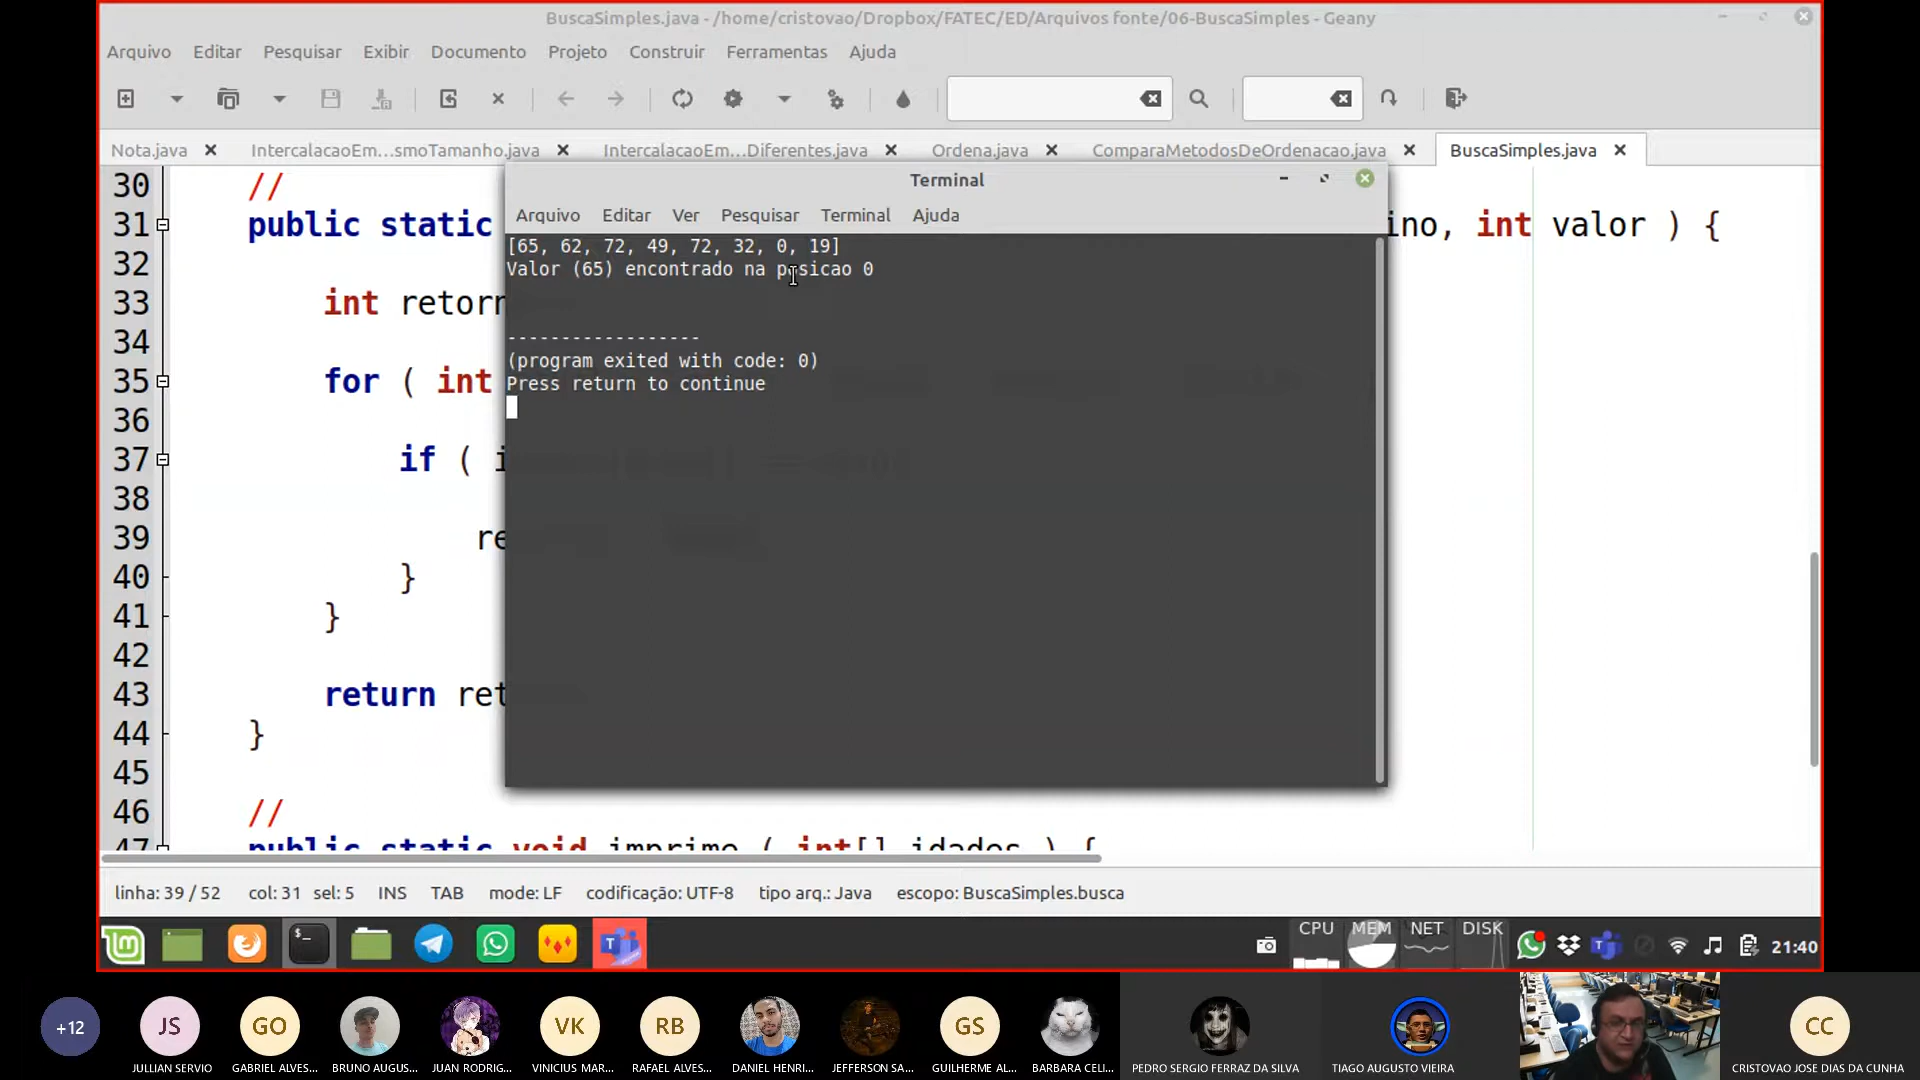 BuscaSimples.java - /home/cristovao/Dropbox/FATEC/ED/Arquivos fonte/06-BuscaSimples - Geany
Arquivo Editar Pesquisar Exibir Documento Projeto Construir Ferramentas Ajuda
Nota.java IntercalacaoEm...smoTamanho.java IntercalacaoEm...Diferentes.java Ordena.java ComparaMetodosDeOrdenacao.java BuscaSimples.java
Terminal
Arquivo Editar Ver Pesquisar Terminal Ajuda
[65, 62, 72, 49, 72, 32, 0, 19]
Valor (65) encontrado na posicao 0
------------------
(program exited with code: 0)
Press return to continue
30 //
31 public static ino, int valor ) {
32
33 int retorn
34
35 for ( int
36
37 if ( i
38
39 re
40 }
41 }
42
43 return ret
44 }
45
46 //
47 public static void imprime ( int[] idades ) {
linha: 39 / 52 col: 31 sel: 5 INS TAB mode: LF codificação: UTF-8 tipo arq.: Java escopo: BuscaSimples.busca
$_ T CPU MEM NET DISK 21:40
+12 JS GO VK RB GS CC
JULLIAN SERVIO GABRIEL ALVES... BRUNO AUGUS... JUAN RODRIG... VINICIUS MAR... RAFAEL ALVES... DANIEL HENRI... JEFFERSON SA... GUILHERME AL... BARBARA CELI... PEDRO SERGIO FERRAZ DA SILVA TIAGO AUGUSTO VIEIRA CRISTOVAO JOSE DIAS DA CUNHA